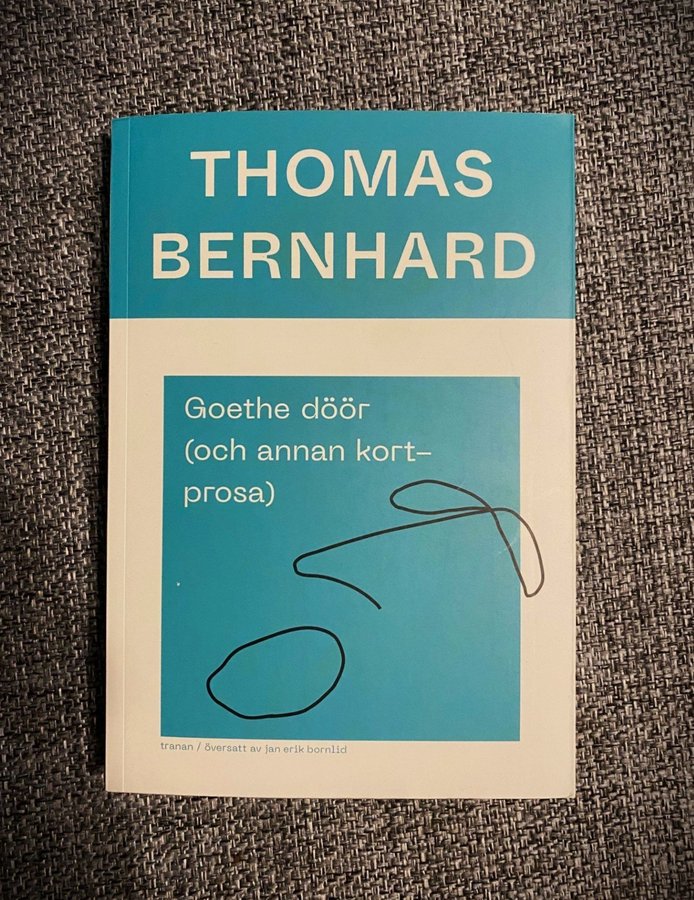 THOMAS
BERNHARD
Goethe döör
(och annan kort-
prosa)
tranan / översatt av jan erik bornlid